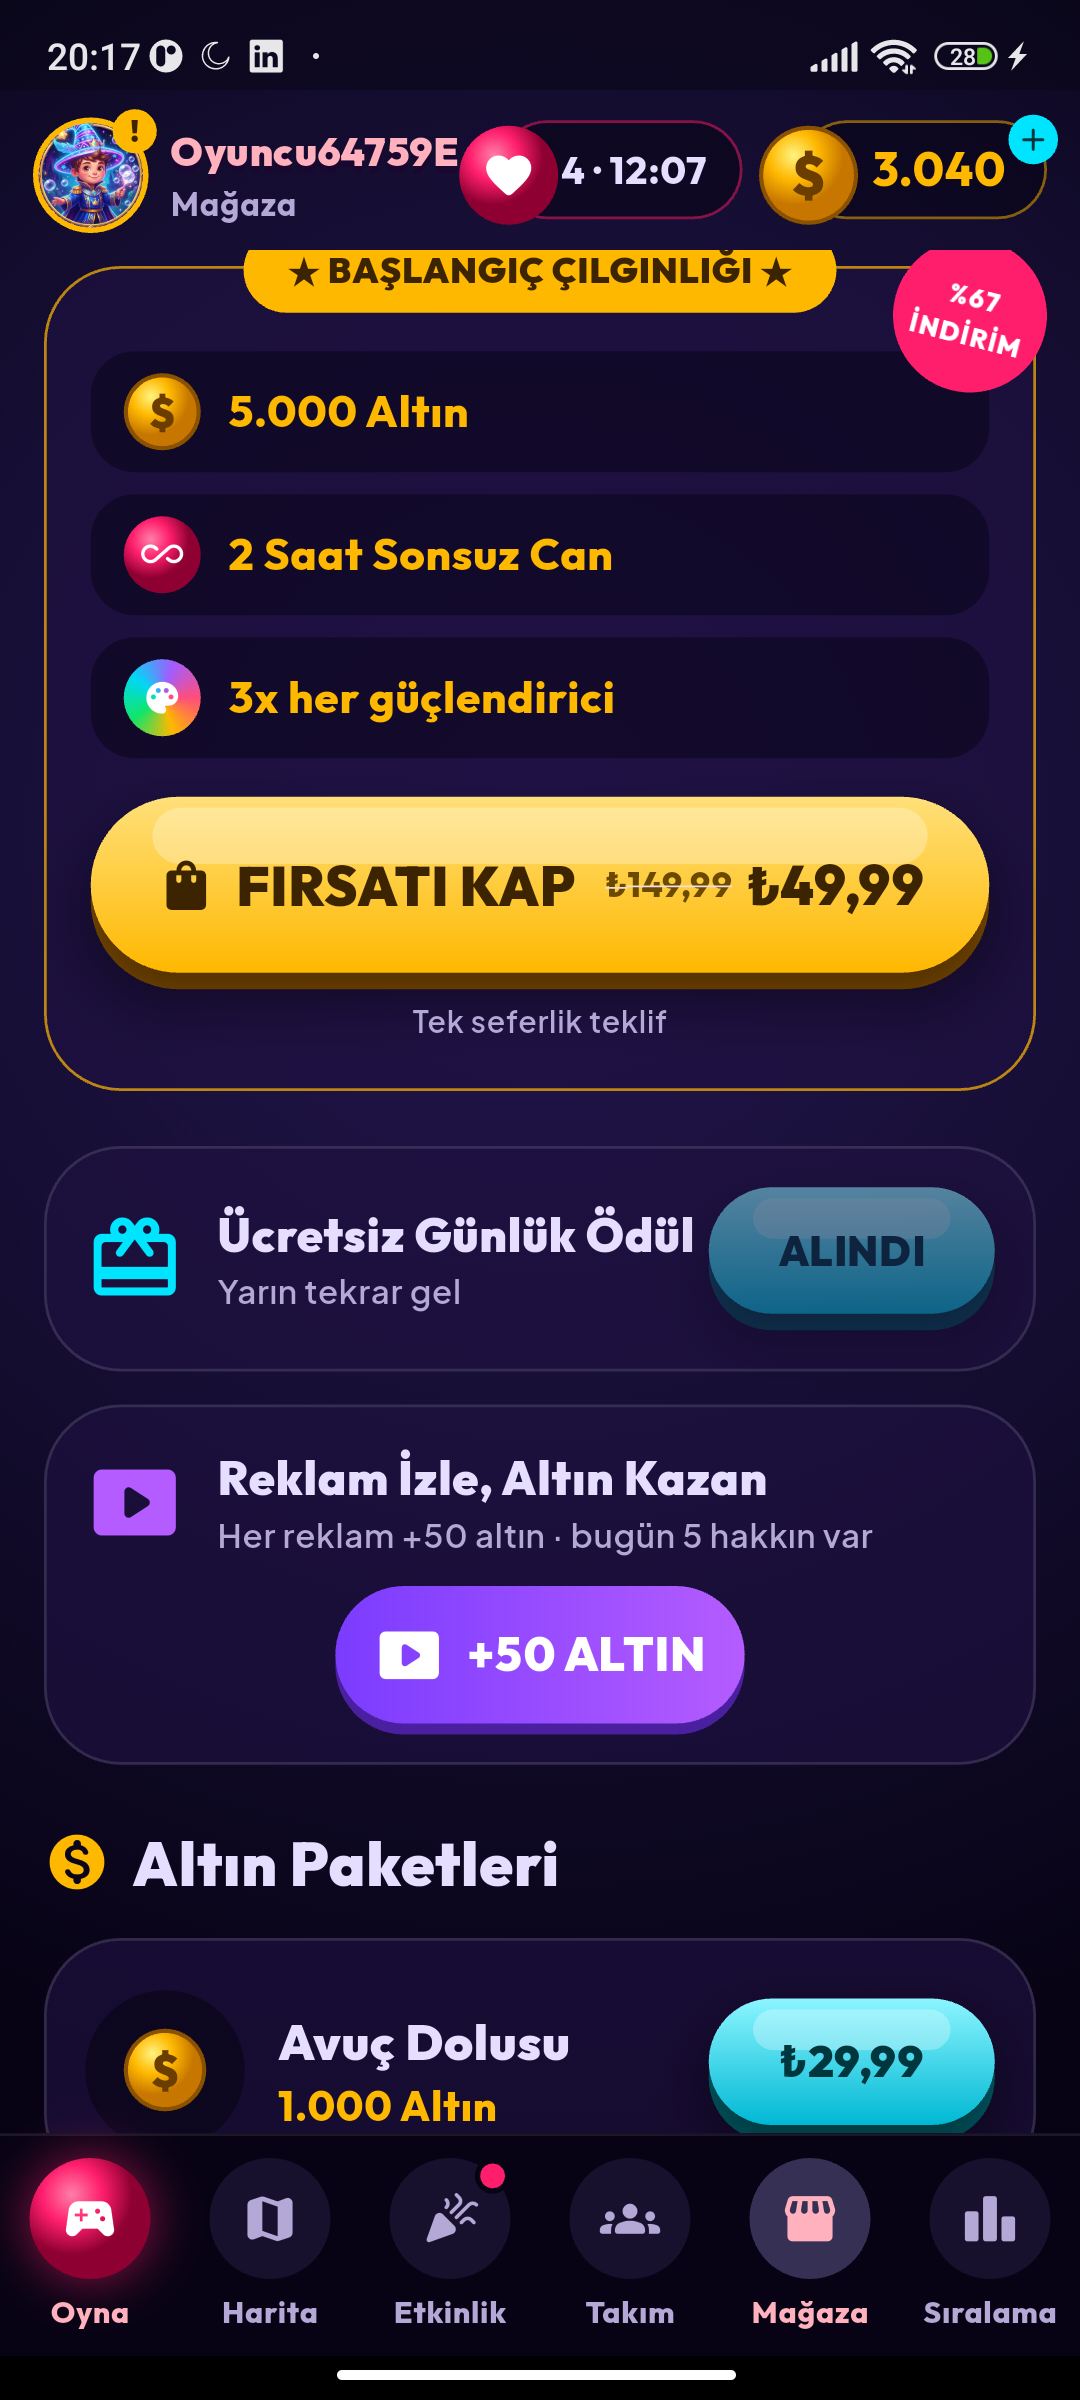 20:17
28
Oyuncu64759E
Mağaza
4 · 12:07
3.040
★ BAŞLANGIÇ ÇILGINLIĞI ★
%67
İNDİRİM
5.000 Altın
2 Saat Sonsuz Can
3x her güçlendirici
FIRSATI KAP ₺149,99 ₺49,99
Tek seferlik teklif
Ücretsiz Günlük Ödül
Yarın tekrar gel
ALINDI
Reklam İzle, Altın Kazan
Her reklam +50 altın · bugün 5 hakkın var
+50 ALTIN
Altın Paketleri
Avuç Dolusu
1.000 Altın
₺29,99
Oyna
Harita
Etkinlik
Takım
Mağaza
Sıralama